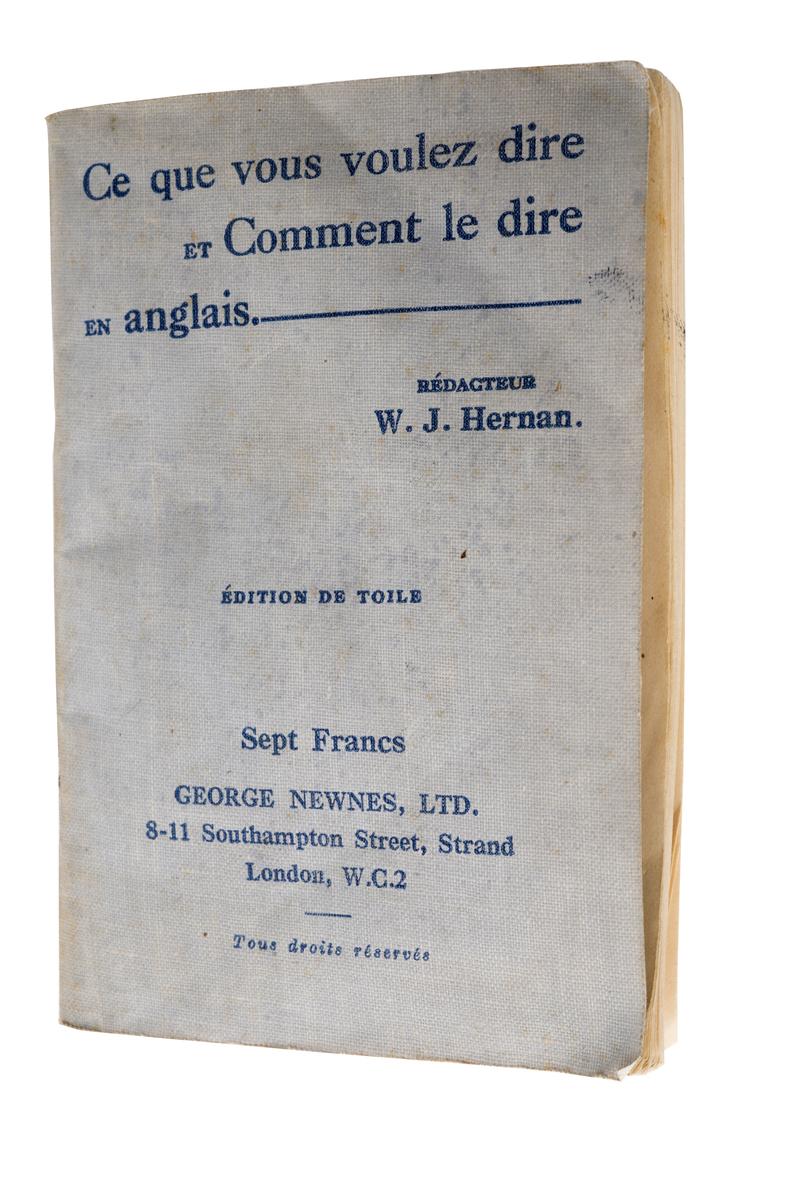 Ce que vous voulez dire
ET Comment le dire
EN anglais.
RÉDACTEUR
W. J. Hernan.
ÉDITION DE TOILE
Sept Francs
GEORGE NEWNES, LTD.
8-11 Southampton Street, Strand
London, W.C.2
Tous droits réservés